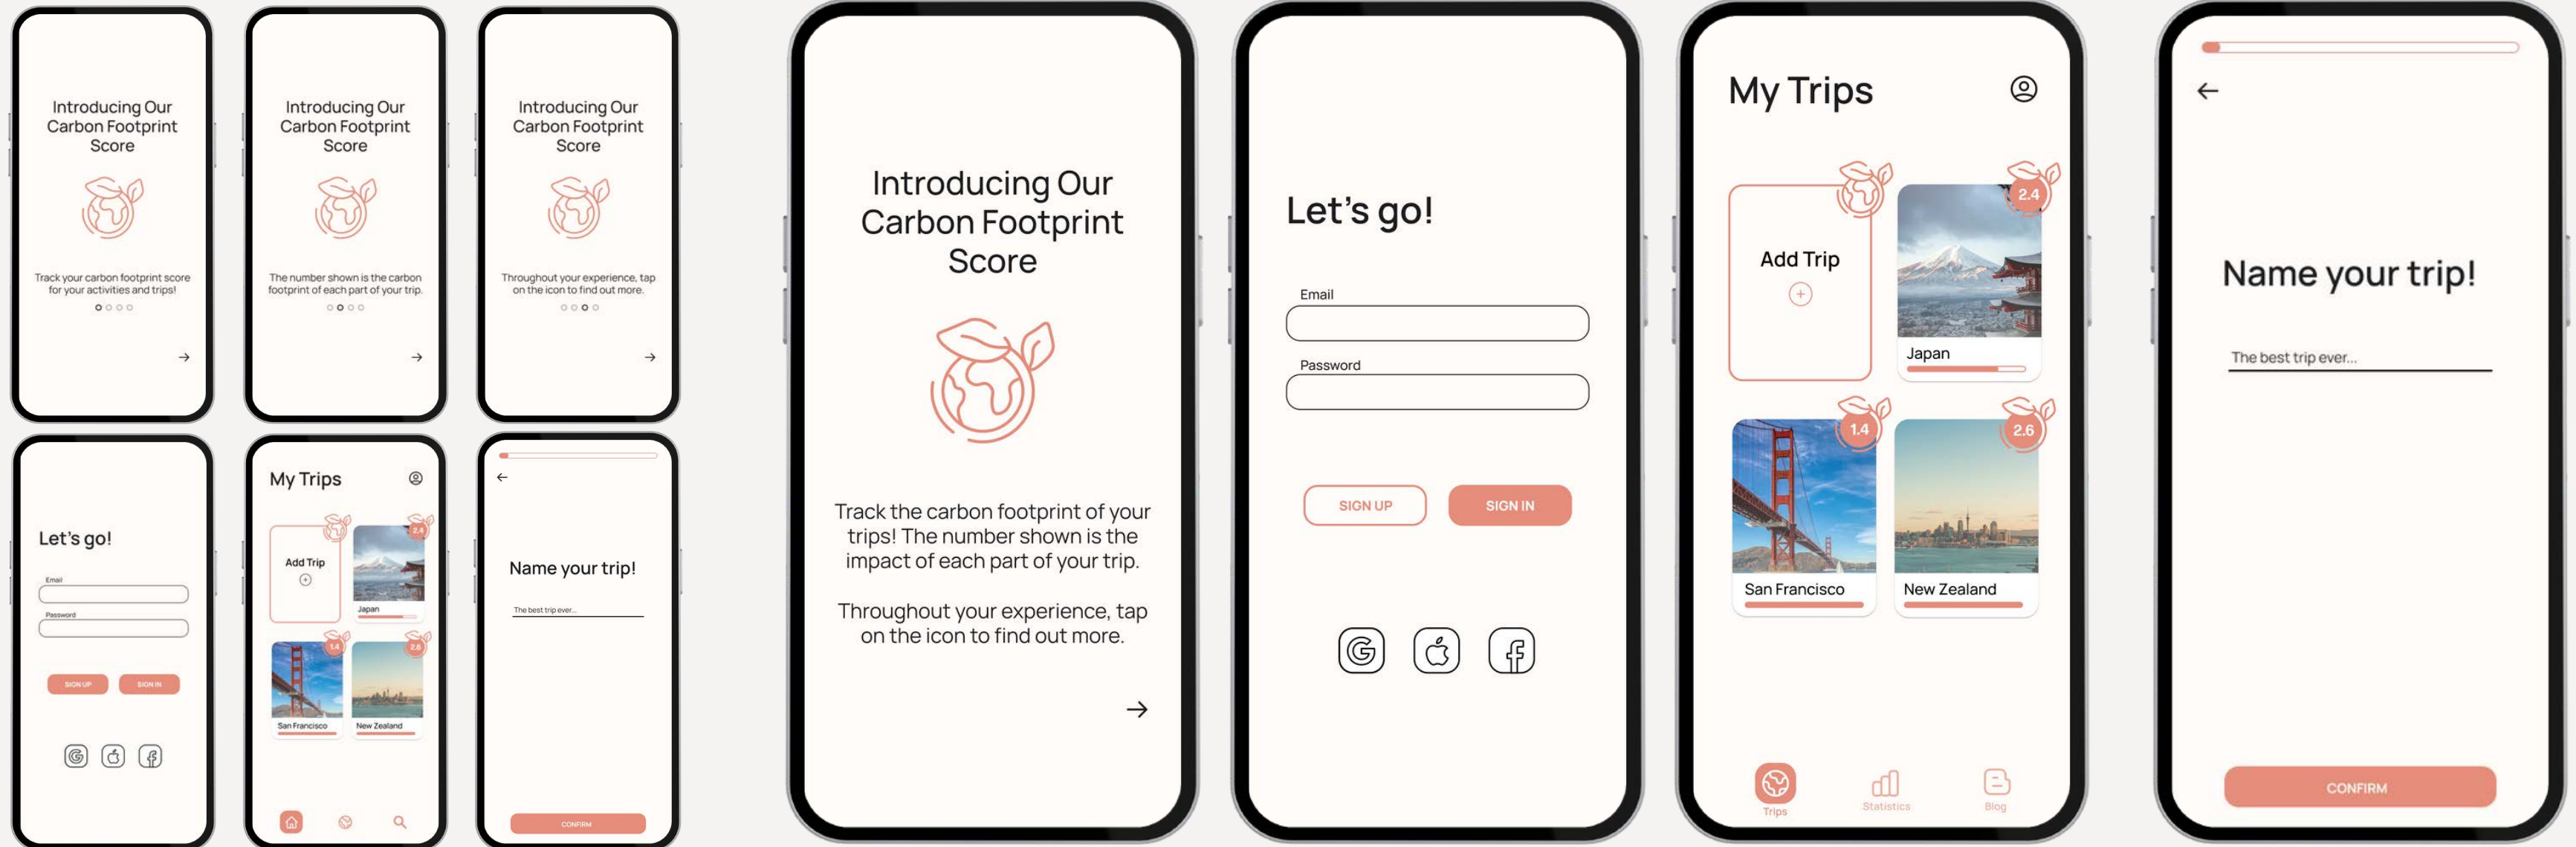 Introducing Our
Carbon Footprint
Score
Track your carbon footprint score
for your activities and trips!
Introducing Our
Carbon Footprint
Score
The number shown is the carbon
footprint of each part of your trip.
Introducing Our
Carbon Footprint
Score
Throughout your experience, tap
on the icon to find out more.
Let's go!
Email
Password
SIGN UP
SIGN IN
My Trips
Add Trip
2.4
Japan
1.4
San Francisco
2.6
New Zealand
Name your trip!
The best trip ever...
CONFIRM
Introducing Our
Carbon Footprint
Score
Track the carbon footprint of your
trips! The number shown is the
impact of each part of your trip.
Throughout your experience, tap
on the icon to find out more.
Let's go!
Email
Password
SIGN UP
SIGN IN
My Trips
Add Trip
2.4
Japan
1.4
San Francisco
2.6
New Zealand
Trips
Statistics
Blog
Name your trip!
The best trip ever...
CONFIRM